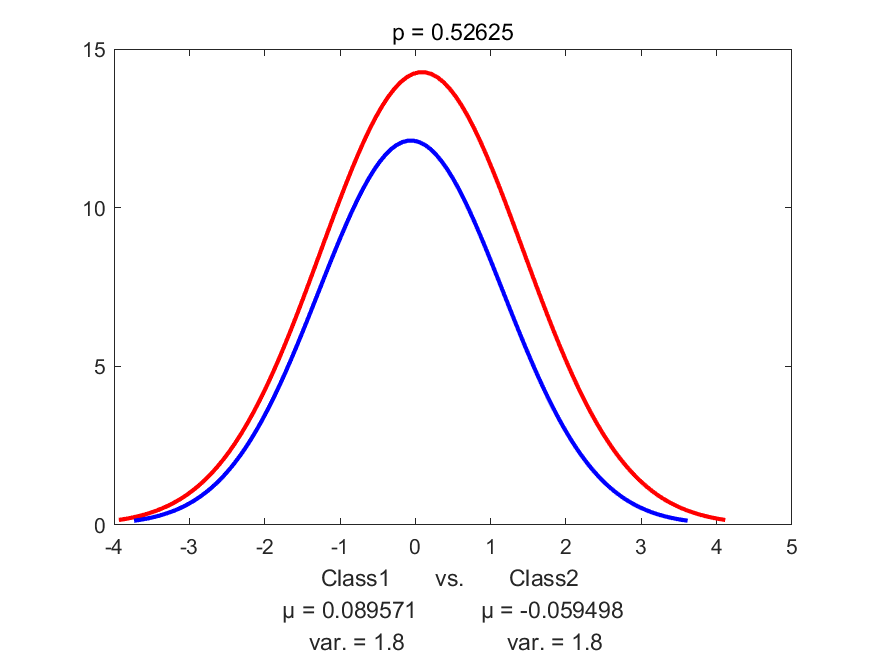 p = 0.52625
15
10
5
0
-4 -3 -2 -1 0 1 2 3 4 5
Class1 vs. Class2
μ = 0.089571 μ = -0.059498
var. = 1.8 var. = 1.8